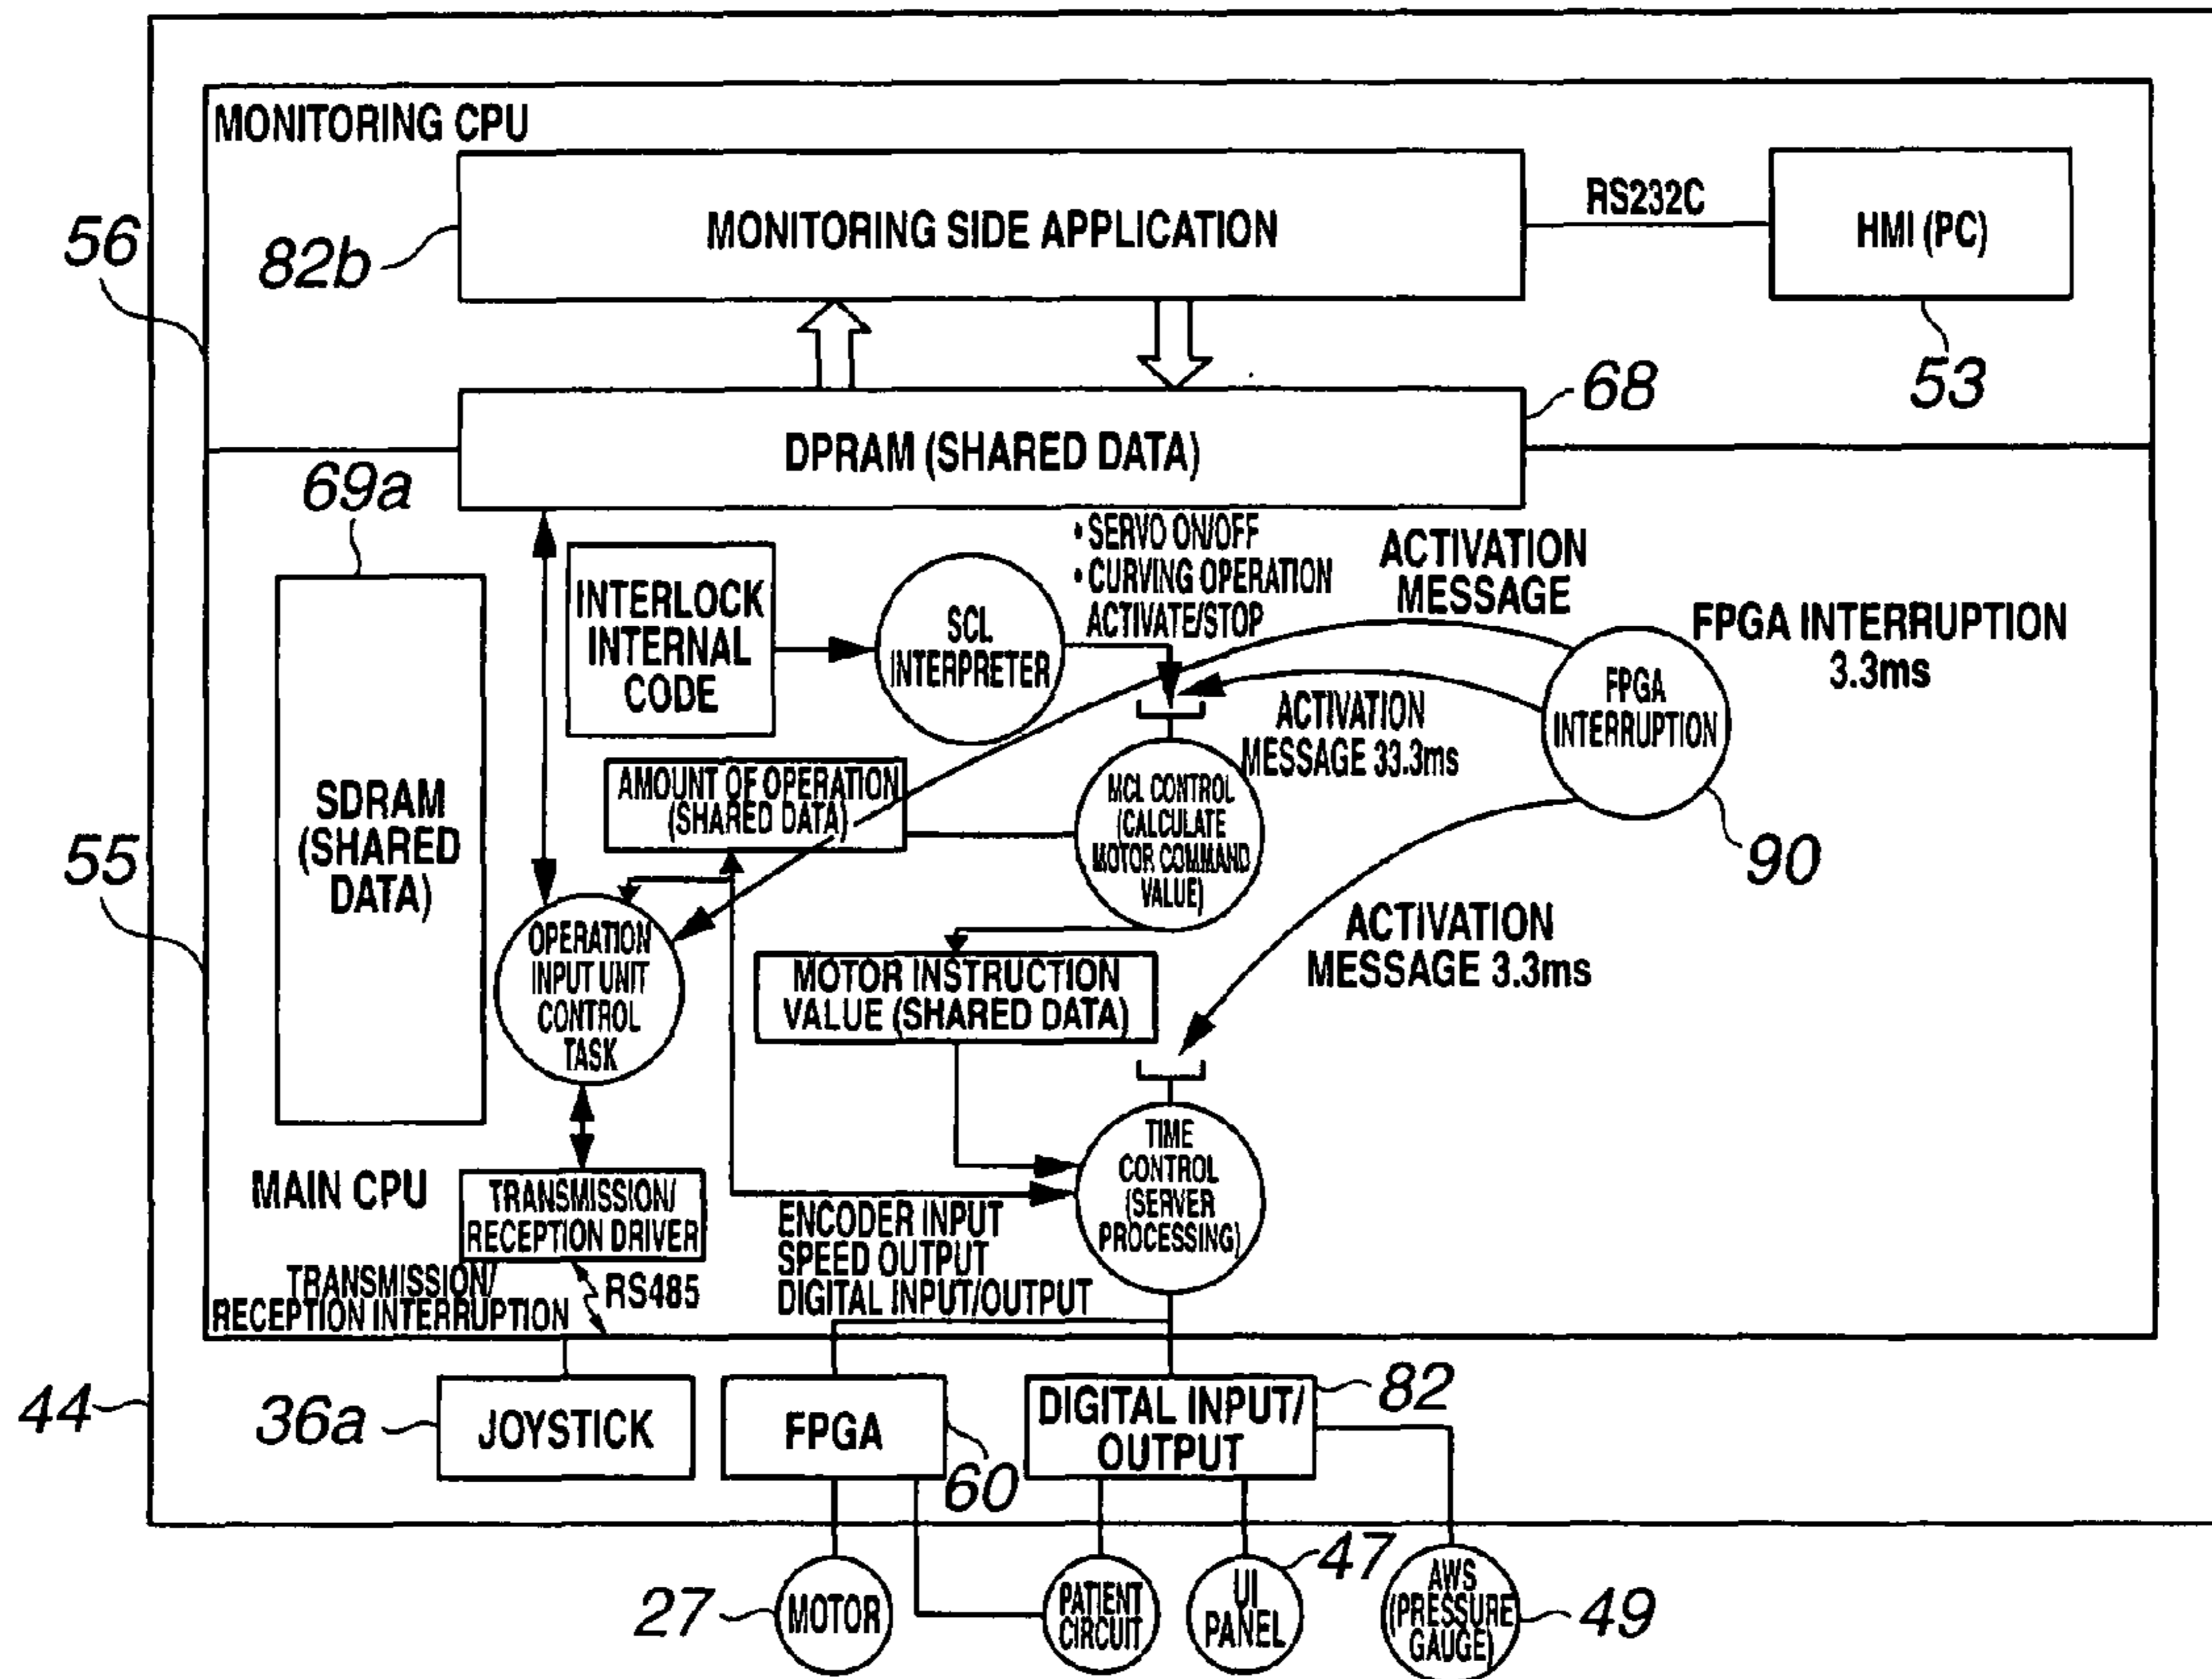 MONITORING CPU
MONITORING SIDE APPLICATION
RS232C
HMI (PC)
56
82b
53
68
DPRAM (SHARED DATA)
69a
• SERVO ON/OFF
• CURVING OPERATION
ACTIVATE/STOP
ACTIVATION
MESSAGE
FPGA INTERRUPTION
3.3ms
INTERLOCK
INTERNAL
CODE
SCL
INTERPRETER
FPGA
INTERRUPTION
ACTIVATION
MESSAGE 33.3ms
SDRAM
(SHARED
DATA)
AMOUNT OF OPERATION
(SHARED DATA)
MCL CONTROL
(CALCULATE
MOTOR COMMAND
VALUE)
90
55
OPERATION
INPUT UNIT
CONTROL
TASK
MOTOR INSTRUCTION
VALUE (SHARED DATA)
ACTIVATION
MESSAGE 3.3ms
TIME
CONTROL
(SERVER
PROCESSING)
MAIN CPU
TRANSMISSION/
RECEPTION DRIVER
ENCODER INPUT
SPEED OUTPUT
DIGITAL INPUT/OUTPUT
TRANSMISSION/
RECEPTION INTERRUPTION
RS485
44
36a
JOYSTICK
FPGA
60
DIGITAL INPUT/
OUTPUT
82
27
MOTOR
PATIENT
CIRCUIT
UI
PANEL
47
AWS
(PRESSURE
GAUGE)
49